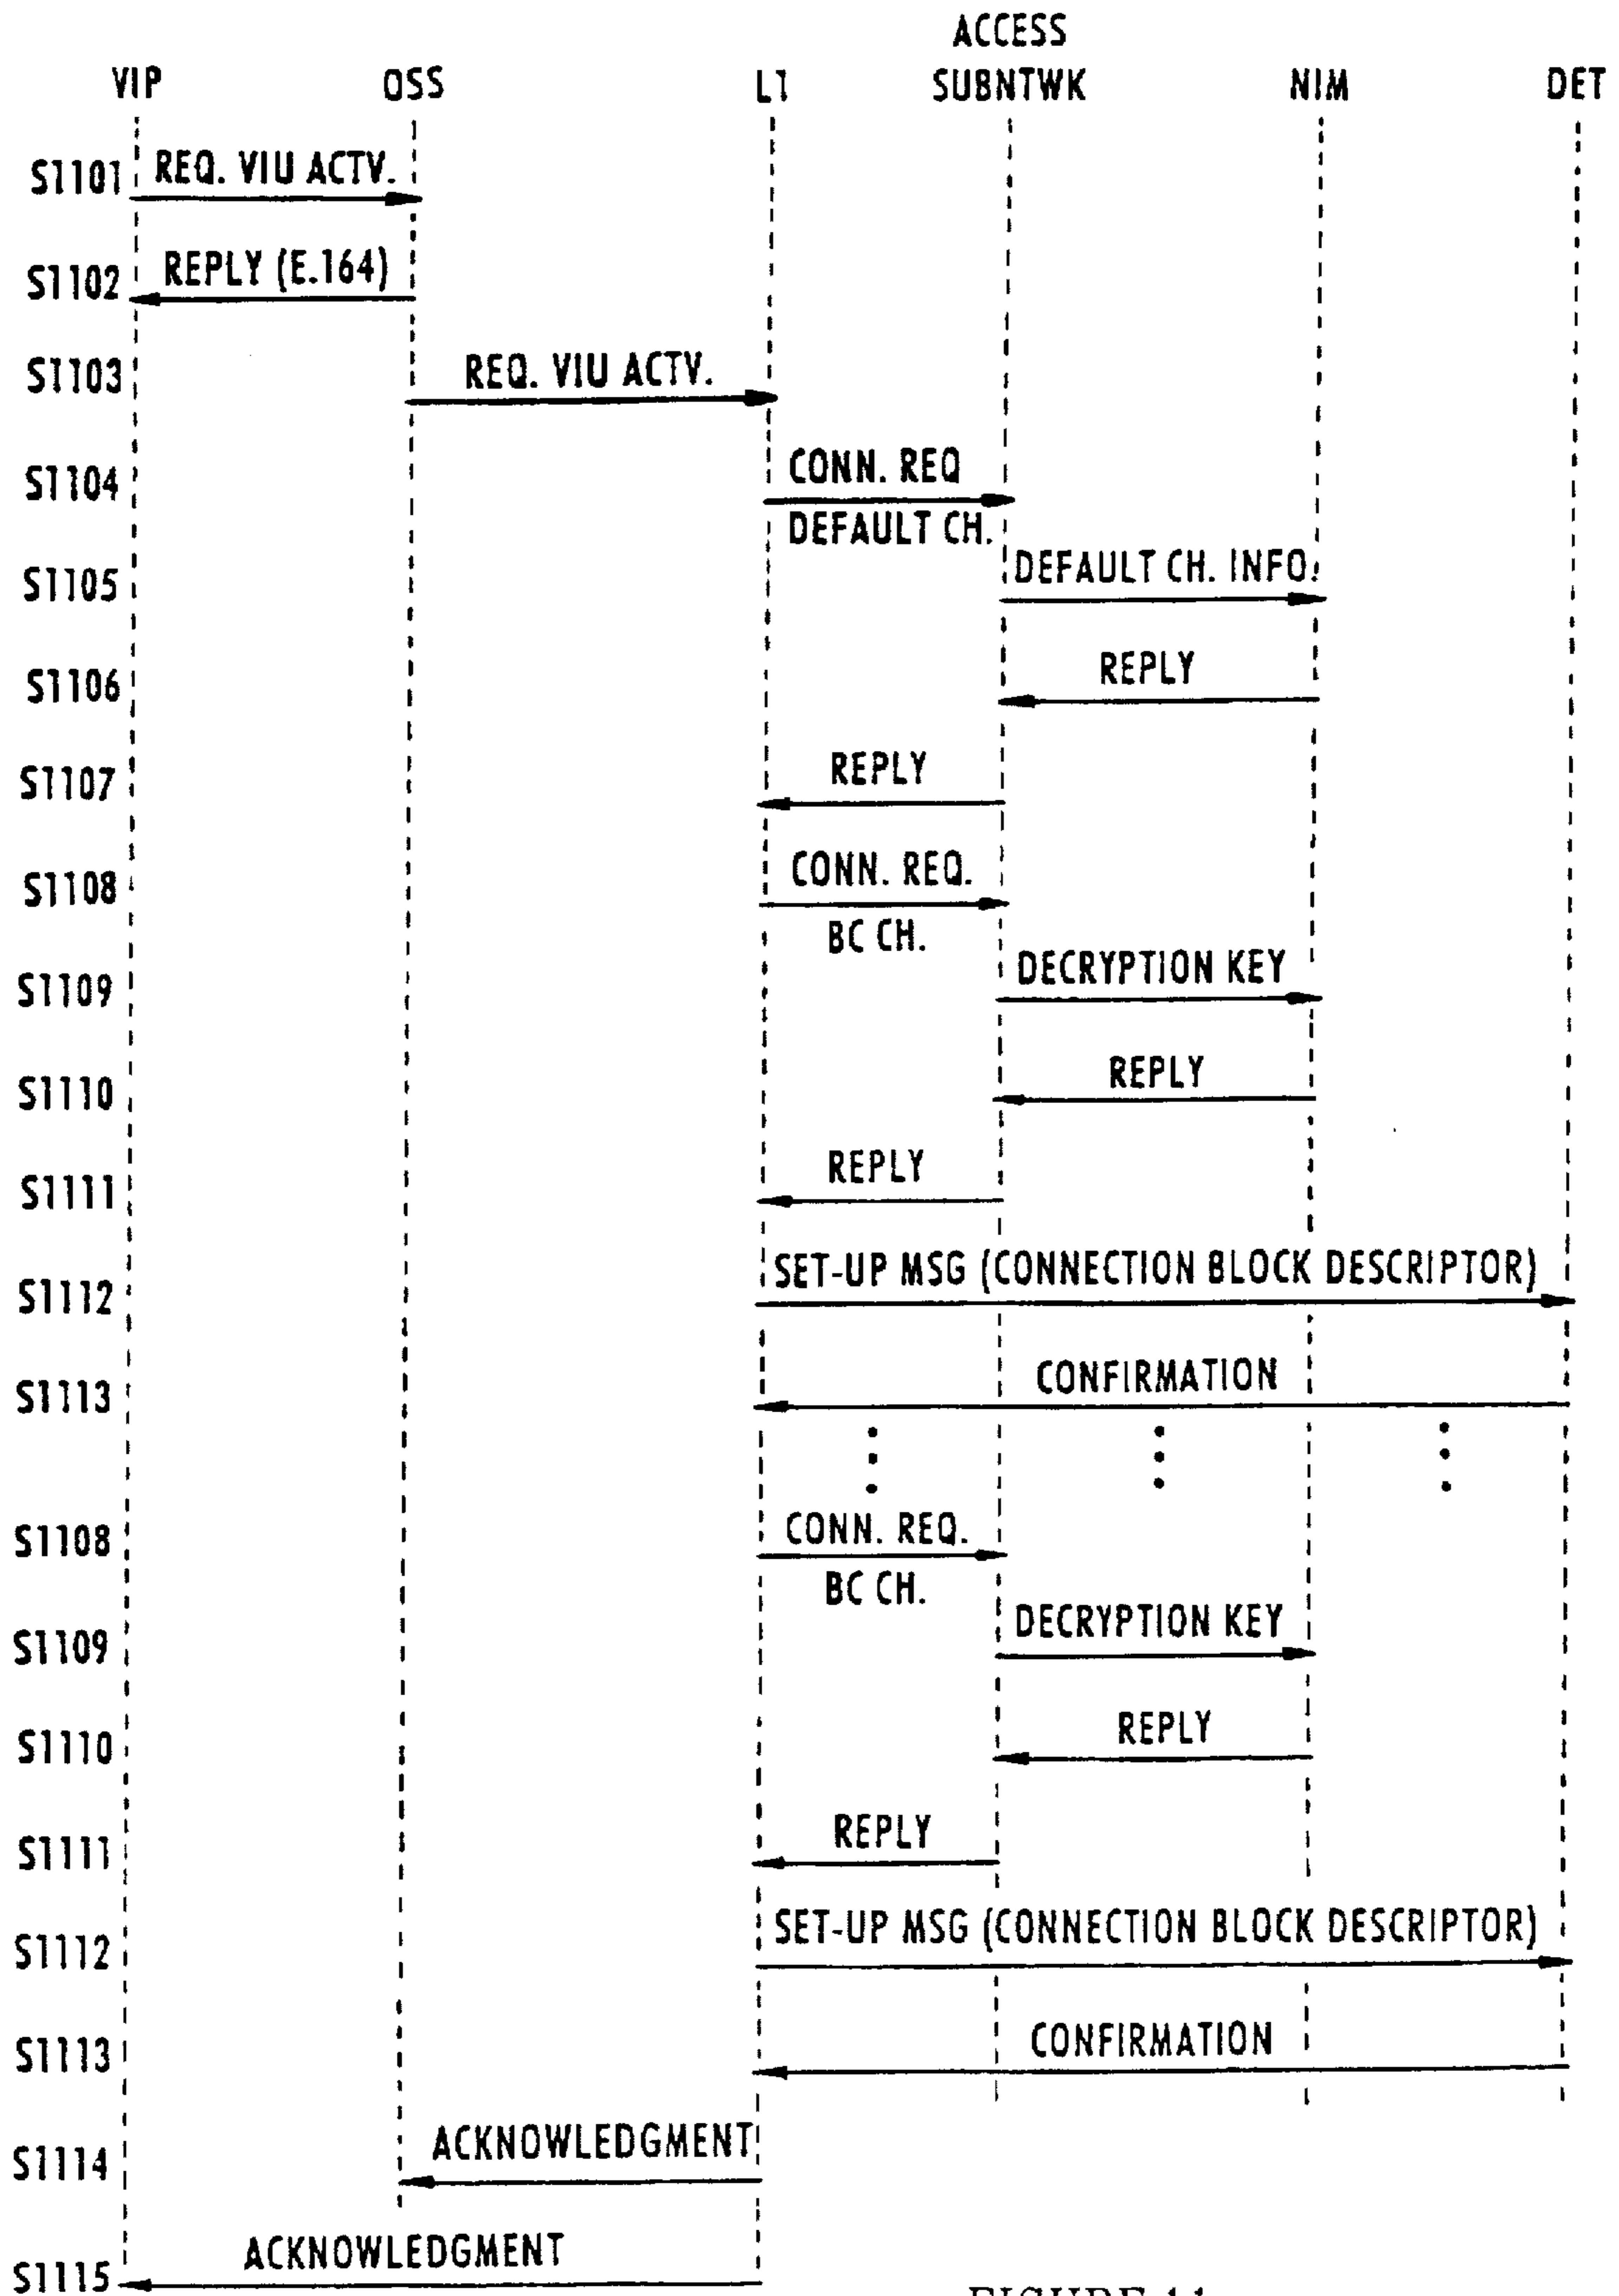 ACCESS
VIP OSS L1 SUBNTWK NIM DET
S1101 REQ. VIU ACTV.
S1102 REPLY (E.164)
S1103 REQ. VIU ACTV.
S1104 CONN. REQ
DEFAULT CH.
S1105 DEFAULT CH. INFO.
S1106 REPLY
S1107 REPLY
S1108 CONN. REQ.
BC CH.
S1109 DECRYPTION KEY
S1110 REPLY
S1111 REPLY
S1112 SET-UP MSG (CONNECTION BLOCK DESCRIPTOR)
S1113 CONFIRMATION
S1108 CONN. REQ.
BC CH.
S1109 DECRYPTION KEY
S1110 REPLY
S1111 REPLY
S1112 SET-UP MSG (CONNECTION BLOCK DESCRIPTOR)
S1113 CONFIRMATION
S1114 ACKNOWLEDGMENT
S1115 ACKNOWLEDGMENT
FIGURE 11